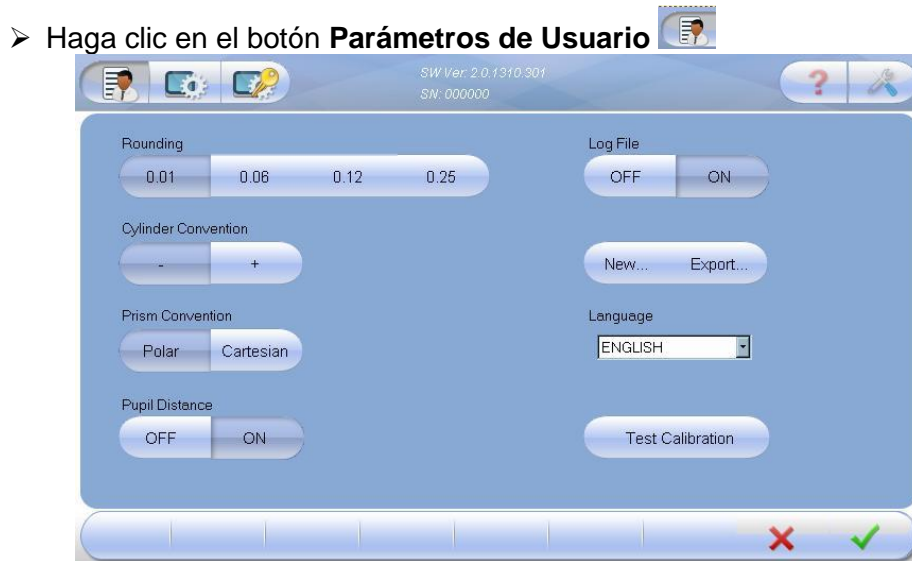 ➢ Haga clic en el botón Parámetros de Usuario
SW Ver: 2.0.1310.301
SN: 000000
?
Rounding
0.01 0.06 0.12 0.25
Log File
OFF ON
Cylinder Convention
- +
New... Export...
Prism Convention
Polar Cartesian
Language
ENGLISH
Pupil Distance
OFF ON
Test Calibration